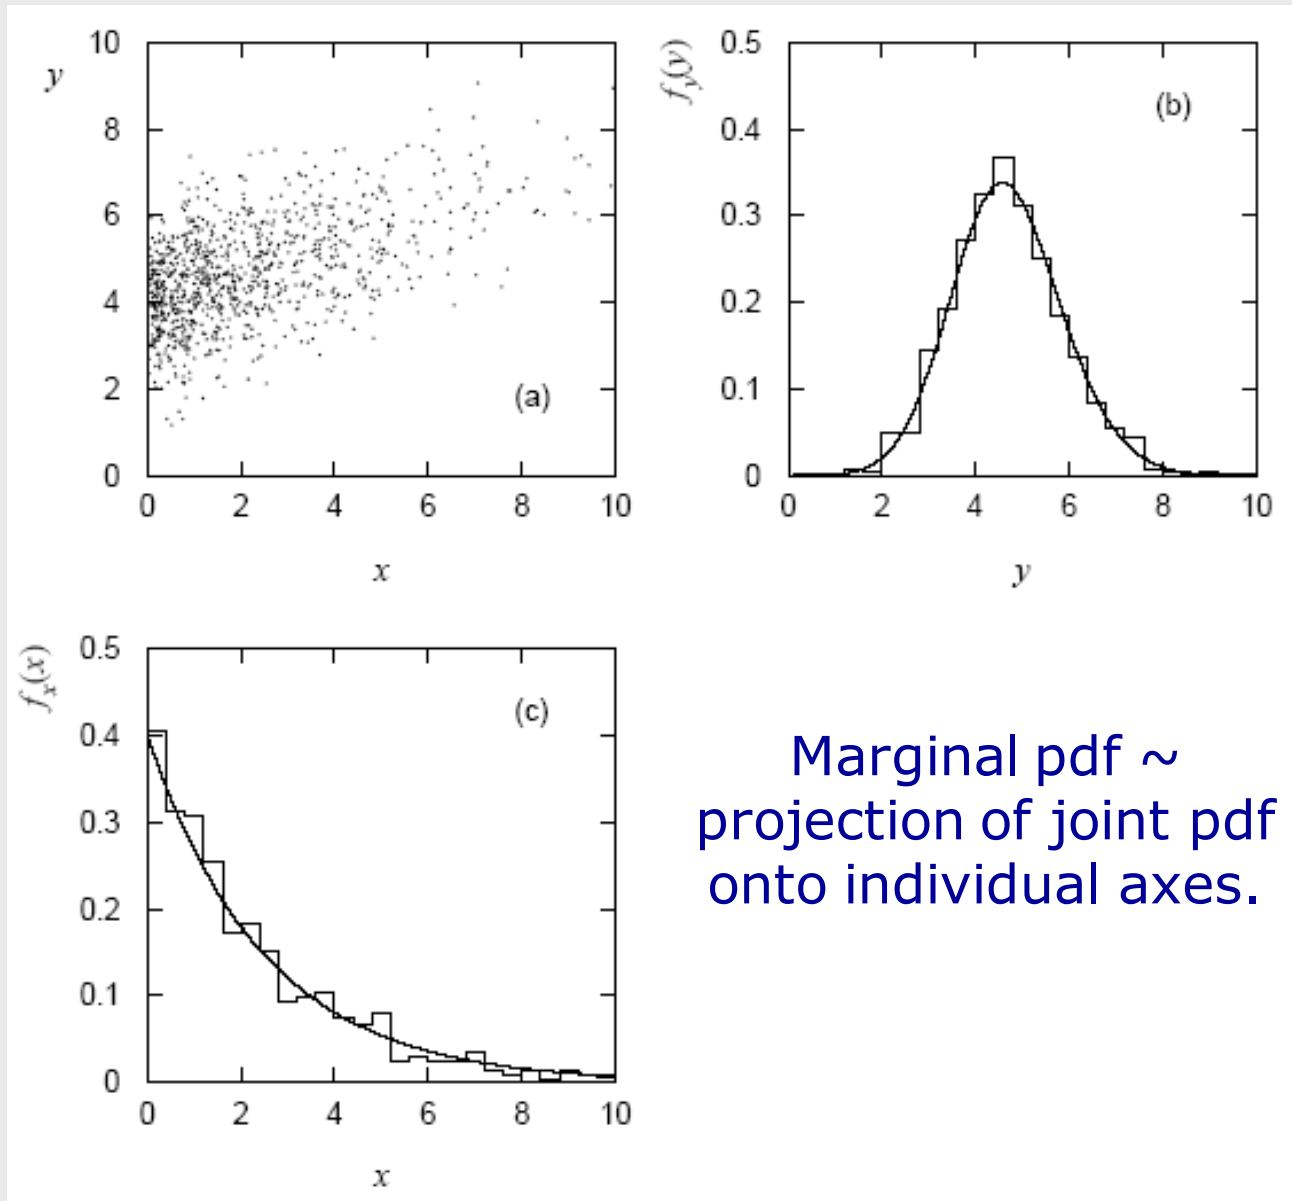 10
y
8
6
4
2
0
(a)
0 2 4 6 8 10
x
0.5
f_y(y)
0.4
0.3
0.2
0.1
0
(b)
0 2 4 6 8 10
y
0.5
f_x(x)
0.4
0.3
0.2
0.1
0
(c)
0 2 4 6 8 10
x
Marginal pdf ~
projection of joint pdf
onto individual axes.